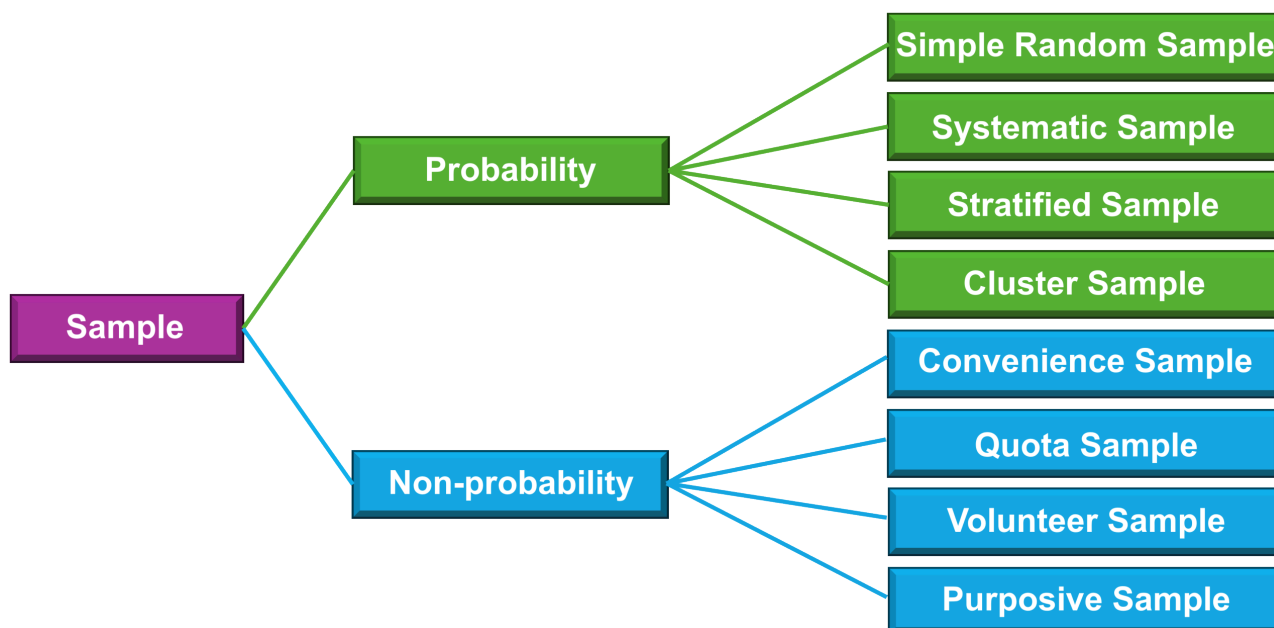 Simple Random Sample
Systematic Sample
Probability
Stratified Sample
Cluster Sample
Sample
Convenience Sample
Quota Sample
Non-probability
Volunteer Sample
Purposive Sample